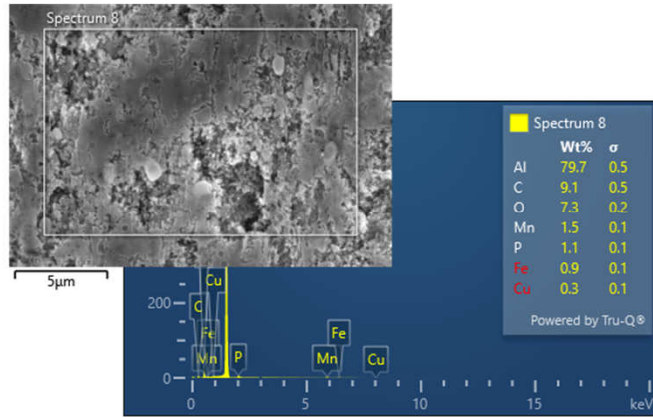 Spectrum 8
5μm
Spectrum 8
Wt% σ
Al 79.7 0.5
C 9.1 0.5
O 7.3 0.2
Mn 1.5 0.1
P 1.1 0.1
Fe 0.9 0.1
Cu 0.3 0.1
Powered by Tru-Q®
Cu
200
C
Fe Fe
Mn P Mn Cu
0
0 5 10 15 keV